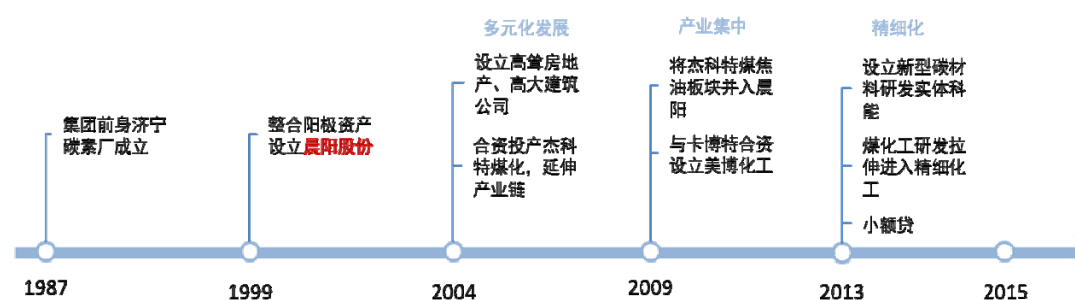 多元化发展
产业集中
精细化
集团前身济宁
碳素厂成立
整合阳极资产
设立晨阳股份
设立高耸房地
产、高大建筑
公司
合资投产杰科
特煤化，延伸
产业链
将杰科特煤焦
油板块并入晨
阳
与卡博特合资
设立美博化工
设立新型碳材
料研发实体科
能
煤化工研发拉
伸进入精细化
工
小额贷
1987
1999
2004
2009
2013
2015